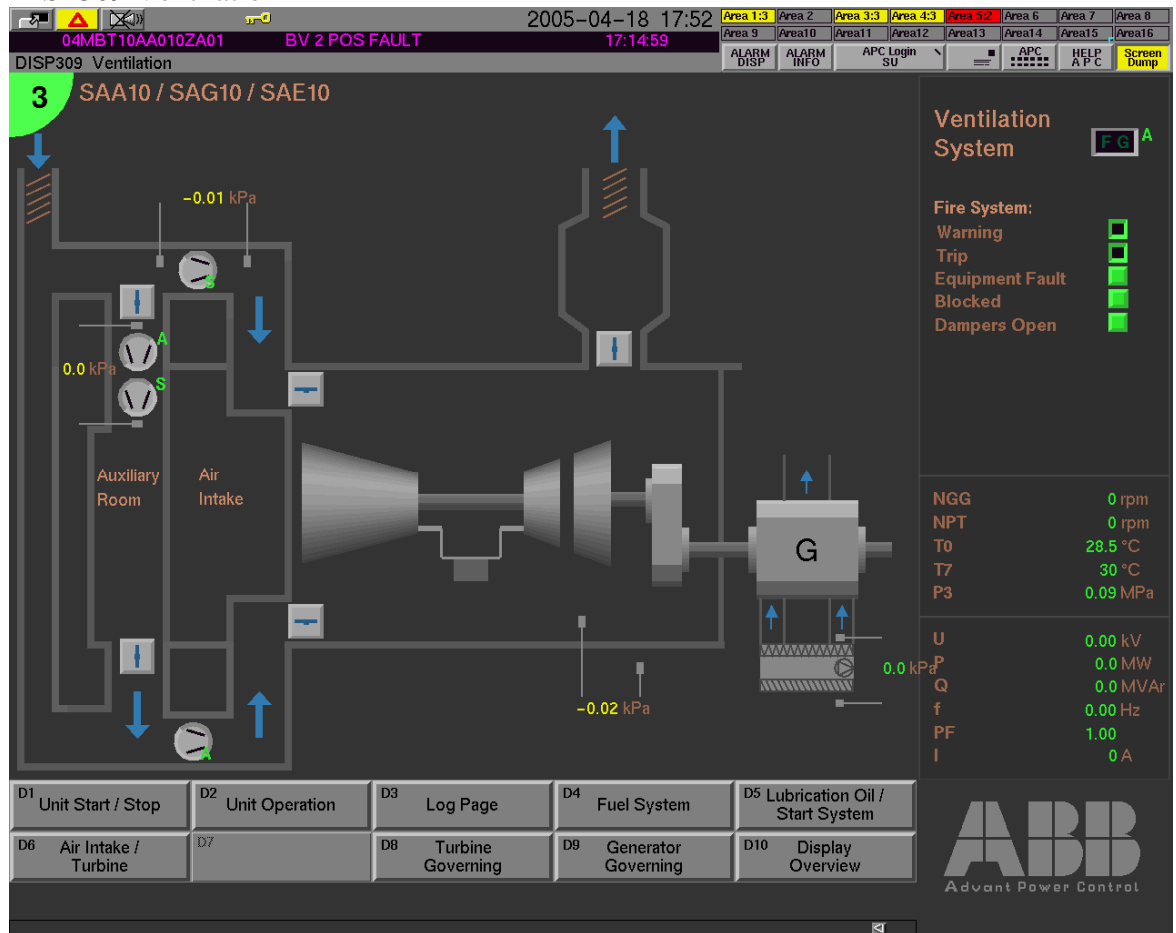 2005-04-18 17:52
Area 1:3 Area 2 Area 3:3 Area 4:3 Area 5:2 Area 6 Area 7 Area 8
04MBT10AA010ZA01 BV 2 POS FAULT 17:14:59
Area 9 Area10 Area11 Area12 Area13 Area14 Area15 Area16
DISP309 Ventilation
ALARM DISP
ALARM INFO
APC Login SU
APC
HELP APC
Screen Dump
3 SAA10 / SAG10 / SAE10
-0.01 kPa
S
A
0.0 kPa
S
Auxiliary Room
Air Intake
G
-0.02 kPa
0.0 kPa
A
Ventilation System
F G A
Fire System:
Warning
Trip
Equipment Fault
Blocked
Dampers Open
NGG 0 rpm
NPT 0 rpm
T0 28.5 °C
T7 30 °C
P3 0.09 MPa
U 0.00 kV
P 0.0 MW
Q 0.0 MVAr
f 0.00 Hz
PF 1.00
I 0 A
D1 Unit Start / Stop
D2 Unit Operation
D3 Log Page
D4 Fuel System
D5 Lubrication Oil / Start System
D6 Air Intake / Turbine
D7
D8 Turbine Governing
D9 Generator Governing
D10 Display Overview
ABB
Advant Power Control